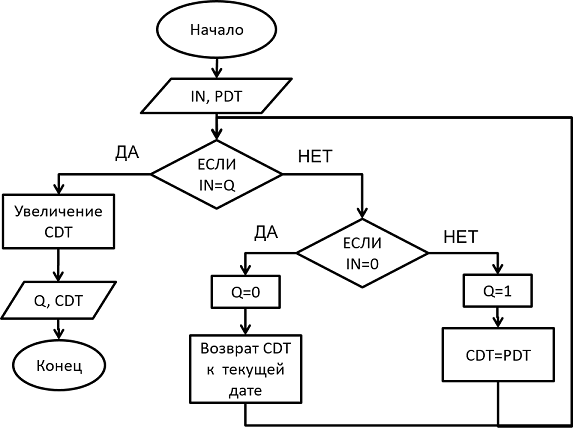 Начало
IN, PDT
ДА
ЕСЛИ
IN=Q
НЕТ
Увеличение
CDT
ДА
ЕСЛИ
IN=0
НЕТ
Q, CDT
Q=0
Q=1
Конец
Возврат CDT
к текущей
дате
CDT=PDT